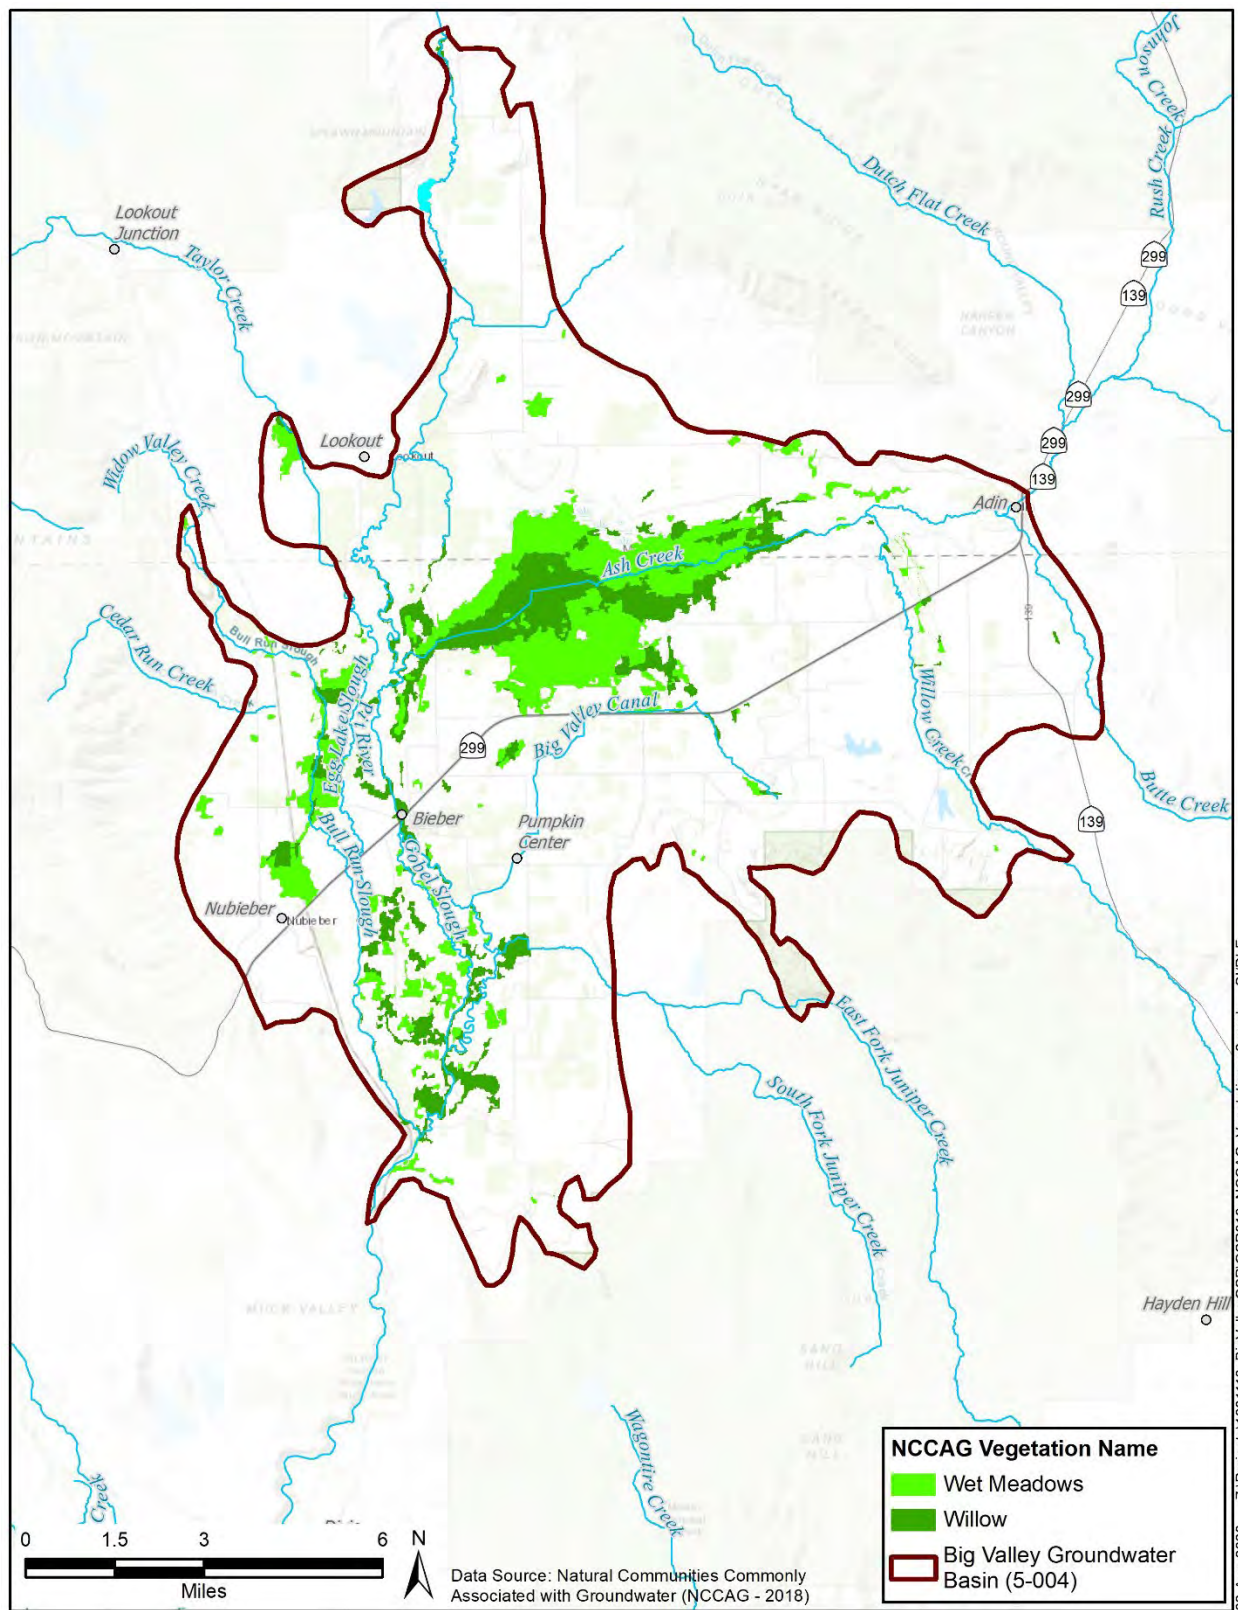 Johnson Creek
Rush Creek
Dutch Flat Creek
299
139
Lookout
Junction
Taylor Creek
299
299
139
Lookout
Widow Valley Creek
Adin
Ash Creek
139
Cedar Run Creek
Bull Run Slough
Egg Lake Slough
Pit River
Willow Creek
Big Valley Canal
299
Butte Creek
139
Bieber
Pumpkin
Center
Gobel Slough
Bull Run Slough
Nubieber
Nubieber
East Fork Juniper Creek
South Fork Juniper Creek
MUCK VALLEY
Hayden Hill
Wagontire Creek
Creek
NCCAG Vegetation Name
Wet Meadows
Willow
Big Valley Groundwater
Basin (5-004)
0 1.5 3 6
Miles
N
Data Source: Natural Communities Commonly
Associated with Groundwater (NCCAG - 2018)